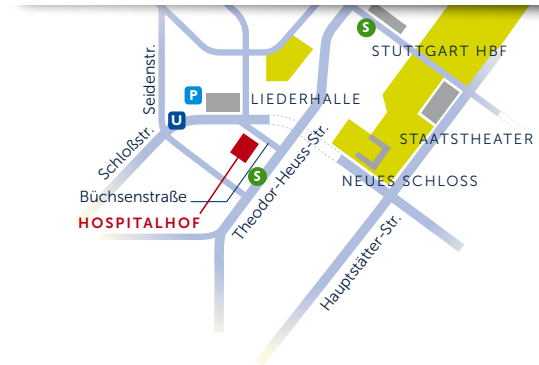 S
STUTTGART HBF
Seidenstr.
P
LIEDERHALLE
U
Schloßstr.
STAATSTHEATER
S
Theodor-Heuss-Str.
NEUES SCHLOSS
Büchsenstraße
HOSPITALHOF
Hauptstätter-Str.